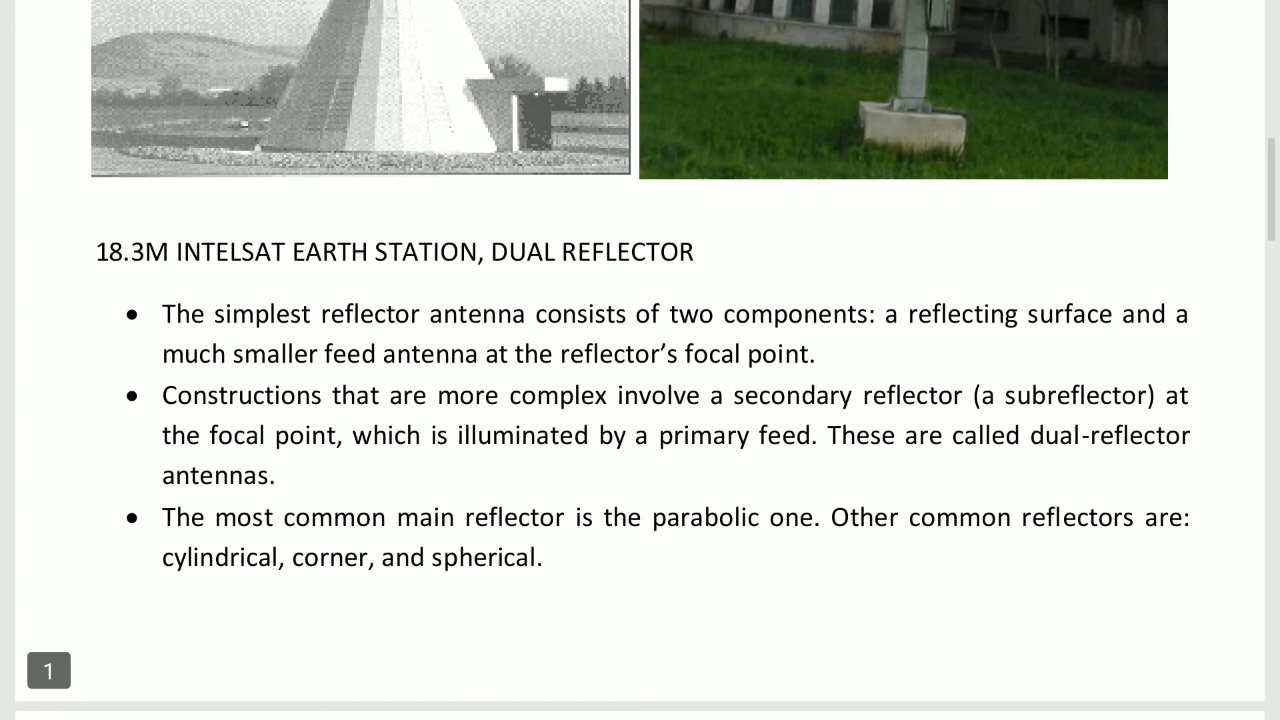 18.3M INTELSAT EARTH STATION, DUAL REFLECTOR
• The simplest reflector antenna consists of two components: a reflecting surface and a
much smaller feed antenna at the reflector’s focal point.
• Constructions that are more complex involve a secondary reflector (a subreflector) at
the focal point, which is illuminated by a primary feed. These are called dual-reflector
antennas.
• The most common main reflector is the parabolic one. Other common reflectors are:
cylindrical, corner, and spherical.
1